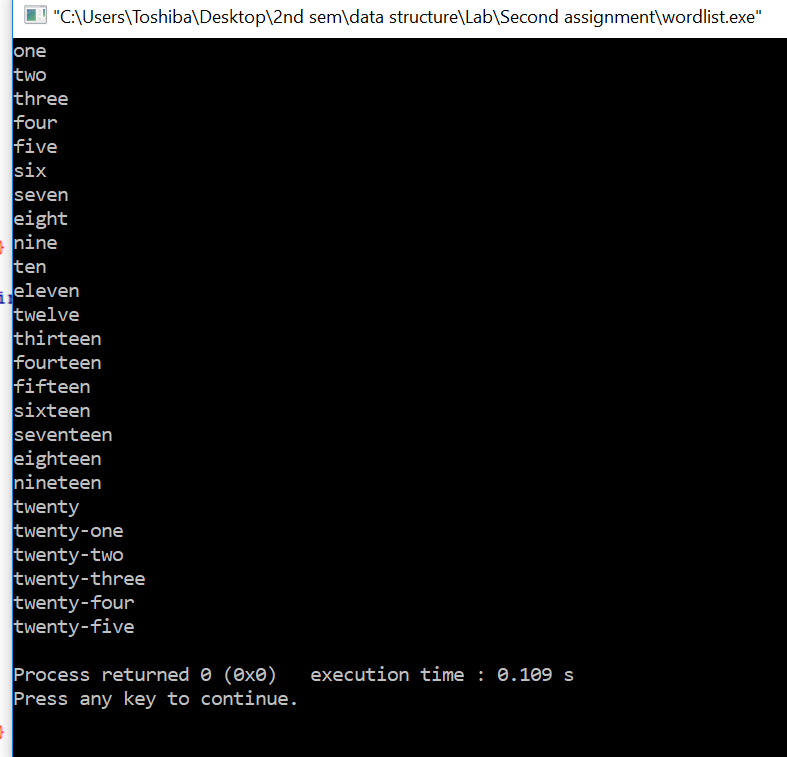 "C:\Users\Toshiba\Desktop\2nd sem\data structure\Lab\Second assignment\wordlist.exe"
one
two
three
four
five
six
seven
eight
nine
ten
eleven
twelve
thirteen
fourteen
fifteen
sixteen
seventeen
eighteen
nineteen
twenty
twenty-one
twenty-two
twenty-three
twenty-four
twenty-five
Process returned 0 (0x0)   execution time : 0.109 s
Press any key to continue.